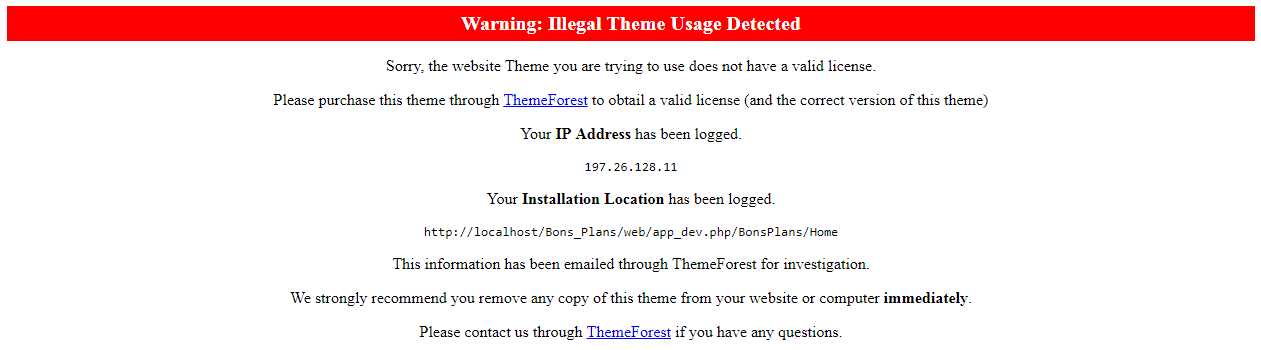 Warning: Illegal Theme Usage Detected
Sorry, the website Theme you are trying to use does not have a valid license.
Please purchase this theme through ThemeForest to obtail a valid license (and the correct version of this theme)
Your IP Address has been logged.
197.26.128.11
Your Installation Location has been logged.
http://localhost/Bons_Plans/web/app_dev.php/BonsPlans/Home
This information has been emailed through ThemeForest for investigation.
We strongly recommend you remove any copy of this theme from your website or computer immediately.
Please contact us through ThemeForest if you have any questions.